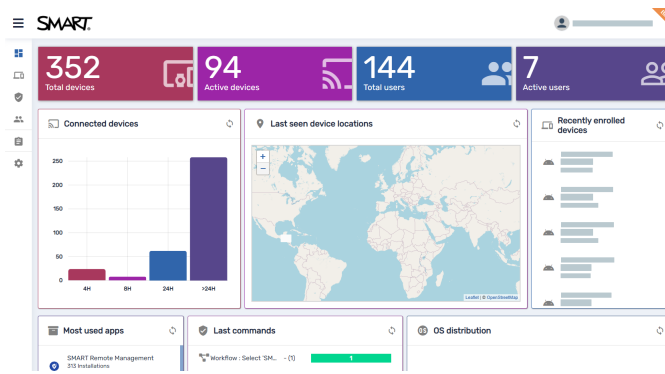 SMART.
352
Total devices
94
Active devices
144
Total users
7
Active users
Connected devices
250
200
150
100
50
0
4H 8H 24H >24H
Last seen device locations
+
−
Leaflet | © OpenStreetMap
Recently enrolled
devices
Most used apps
SMART Remote Management
313 Installations
Last commands
Workflow : Select 'SM... - (1) 1
OS distribution